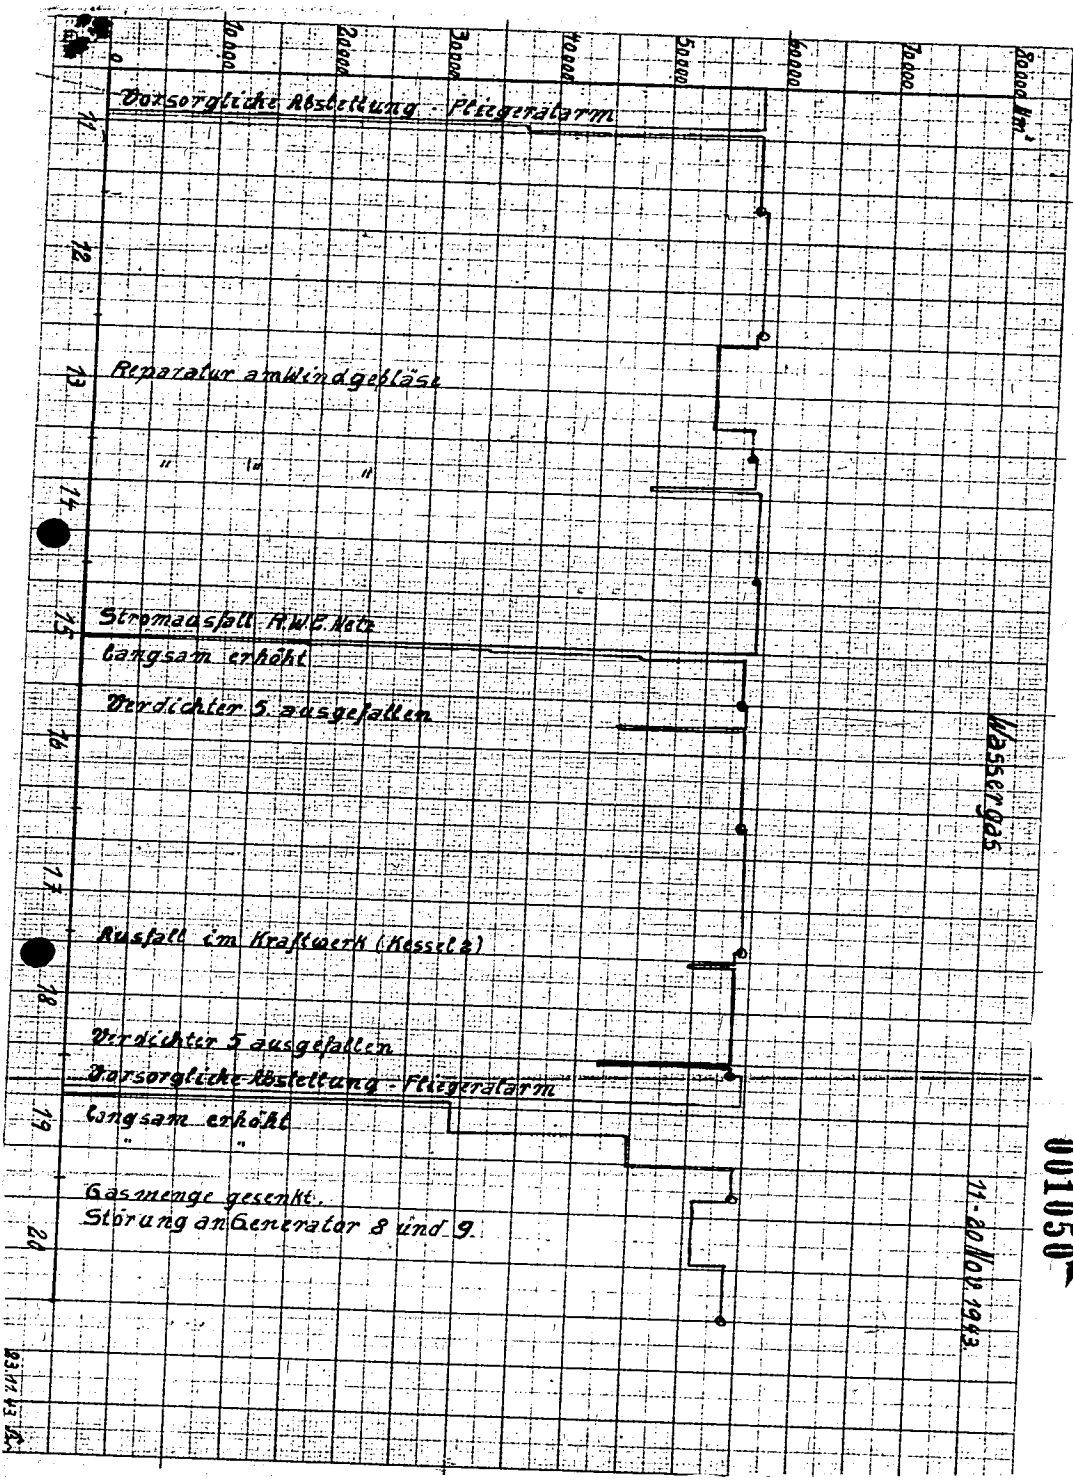 0
10000
20000
30000
40000
50000
60000
70000
80000 Nm³
Vorsorgliche Abstellung - Fliegeralarm
11
12
Reparatur am Windgebläse
13
" " "
14
Stromausfall R.W.E. Netz
15
langsam erhöht
Verdichter 5 ausgefallen
16
Wassergas
17
Ausfall im Kraftwerk (Kessel 2)
18
Verdichter 5 ausgefallen
Vorsorgliche Abstellung - Fliegeralarm
19
langsam erhöht
" "
Gasmenge gesenkt.
Störung an Generator 8 und 9.
20
11-20 Nov. 1943.
001050
23.11.43